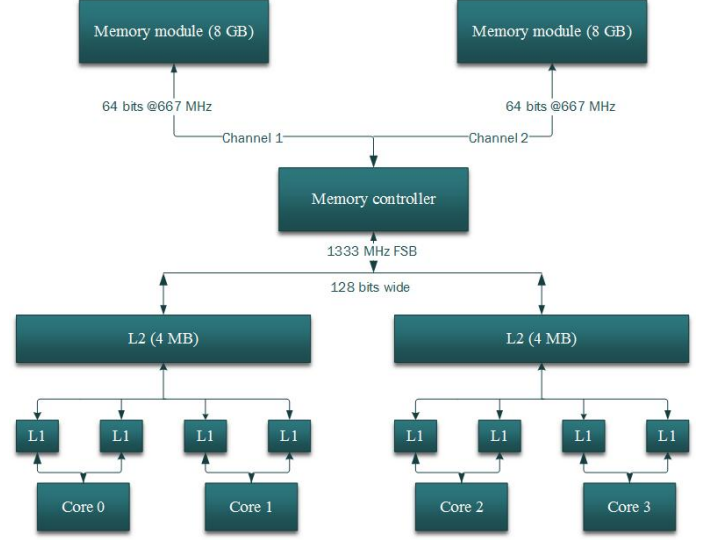 Memory module (8 GB)
Memory module (8 GB)
64 bits @667 MHz
64 bits @667 MHz
Channel 1
Channel 2
Memory controller
1333 MHz FSB
128 bits wide
L2 (4 MB)
L2 (4 MB)
L1
L1
L1
L1
L1
L1
L1
L1
Core 0
Core 1
Core 2
Core 3